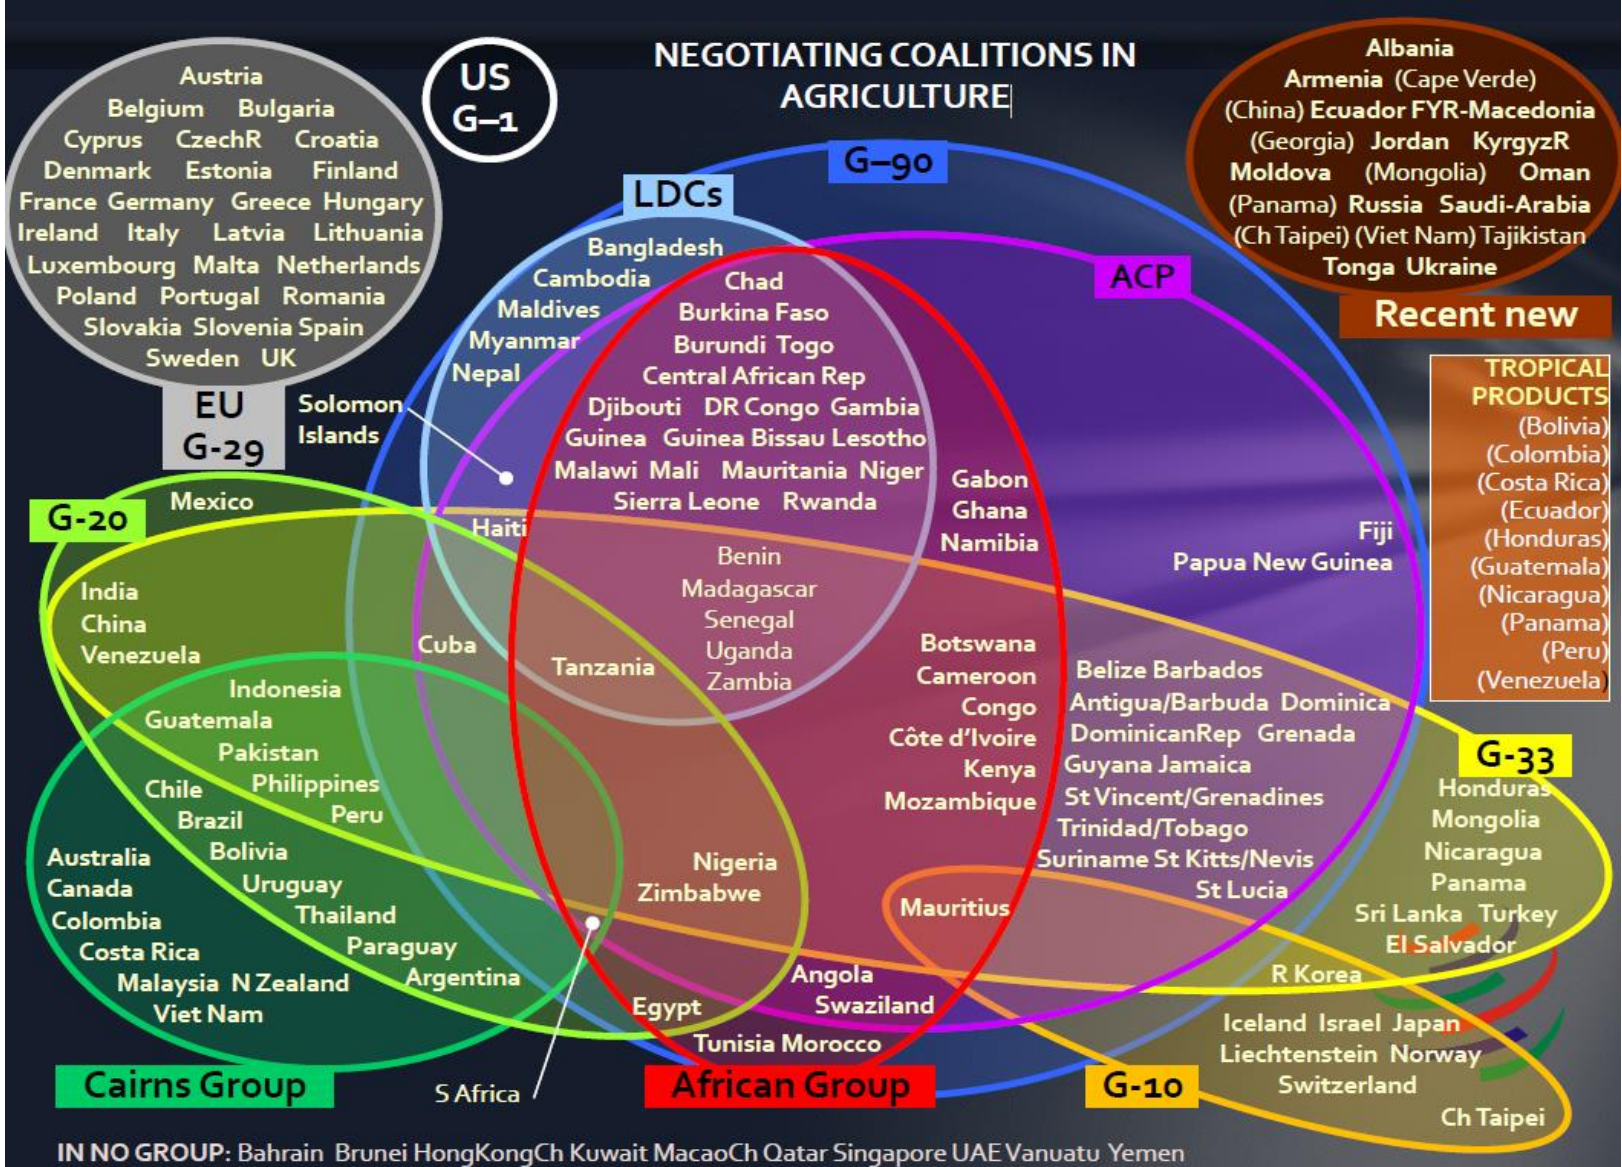 NEGOTIATING COALITIONS IN
AGRICULTURE
US
G–1
Austria
Belgium Bulgaria
Cyprus CzechR Croatia
Denmark Estonia Finland
France Germany Greece Hungary
Ireland Italy Latvia Lithuania
Luxembourg Malta Netherlands
Poland Portugal Romania
Slovakia Slovenia Spain
Sweden UK
EU
G-29
Albania
Armenia (Cape Verde)
(China) Ecuador FYR-Macedonia
(Georgia) Jordan KyrgyzR
Moldova (Mongolia) Oman
(Panama) Russia Saudi-Arabia
(Ch Taipei) (Viet Nam) Tajikistan
Tonga Ukraine
Recent new
TROPICAL
PRODUCTS
(Bolivia)
(Colombia)
(Costa Rica)
(Ecuador)
(Honduras)
(Guatemala)
(Nicaragua)
(Panama)
(Peru)
(Venezuela)
G–90
LDCs
ACP
Bangladesh
Cambodia
Maldives
Myanmar
Nepal
Solomon
Islands
Chad
Burkina Faso
Burundi Togo
Central African Rep
Djibouti DR Congo Gambia
Guinea Guinea Bissau Lesotho
Malawi Mali Mauritania Niger
Sierra Leone Rwanda
Haiti
Benin
Madagascar
Senegal
Uganda
Zambia
Tanzania
Cuba
Gabon
Ghana
Namibia
Fiji
Papua New Guinea
Botswana
Cameroon
Congo
Côte d’Ivoire
Kenya
Mozambique
Belize Barbados
Antigua/Barbuda Dominica
DominicanRep Grenada
Guyana Jamaica
St Vincent/Grenadines
Trinidad/Tobago
Suriname St Kitts/Nevis
St Lucia
G-20
Mexico
India
China
Venezuela
Indonesia
Guatemala
Pakistan
Philippines
Peru
Chile
Brazil
Bolivia
Uruguay
Thailand
Paraguay
Argentina
Australia
Canada
Colombia
Costa Rica
Malaysia N Zealand
Viet Nam
Cairns Group
Nigeria
Zimbabwe
Mauritius
Angola
Swaziland
Egypt
Tunisia Morocco
S Africa
African Group
G-33
Honduras
Mongolia
Nicaragua
Panama
Sri Lanka Turkey
El Salvador
R Korea
Iceland Israel Japan
Liechtenstein Norway
Switzerland
Ch Taipei
G-10
IN NO GROUP: Bahrain Brunei HongKongCh Kuwait MacaoCh Qatar Singapore UAE Vanuatu Yemen